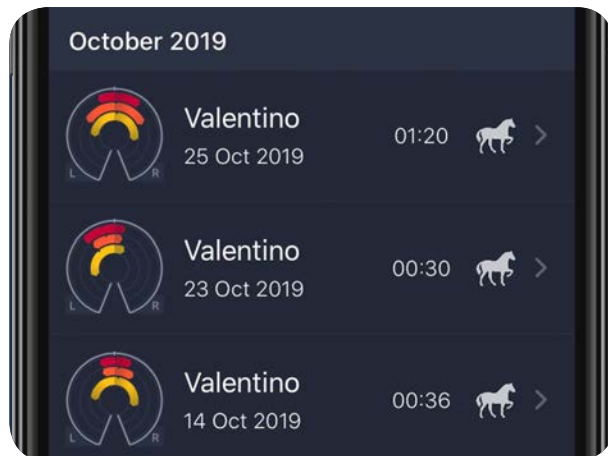 October 2019
Valentino
25 Oct 2019
01:20
L R
Valentino
23 Oct 2019
00:30
L R
Valentino
14 Oct 2019
00:36
L R